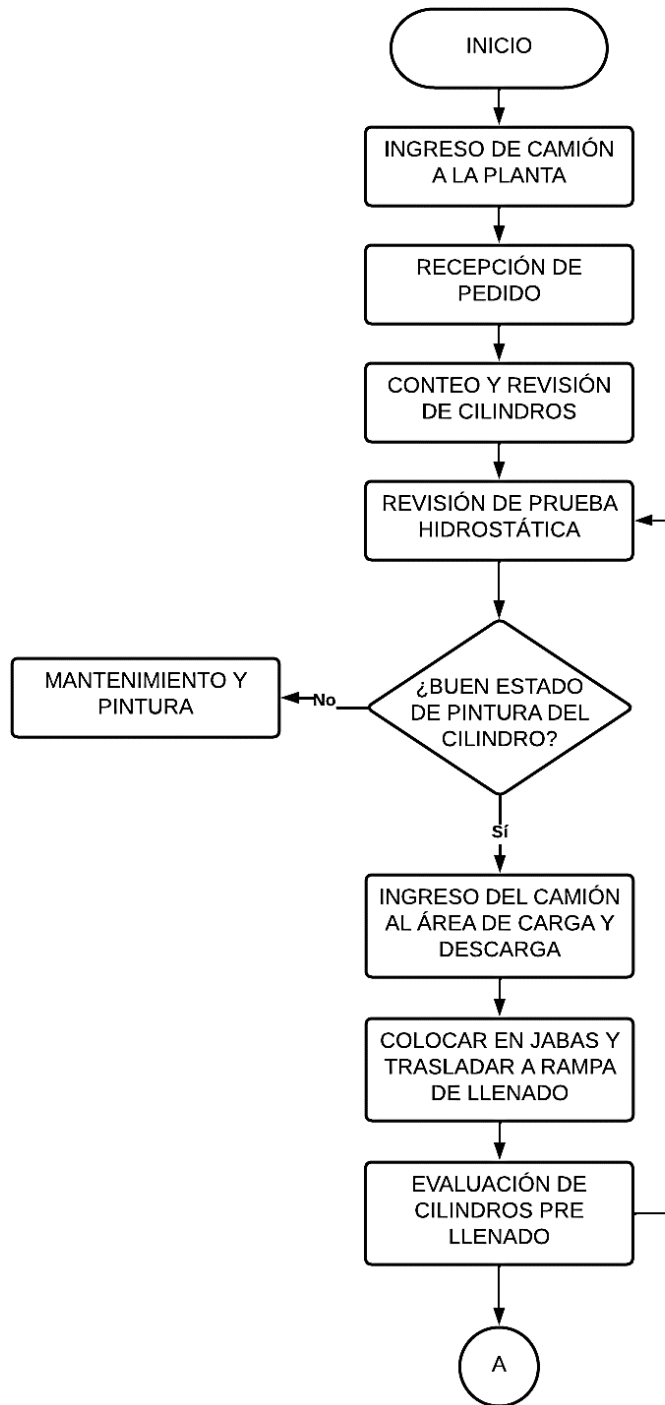 INICIO
INGRESO DE CAMIÓN
A LA PLANTA
RECEPCIÓN DE
PEDIDO
CONTEO Y REVISIÓN
DE CILINDROS
REVISIÓN DE PRUEBA
HIDROSTÁTICA
MANTENIMIENTO Y
PINTURA
No
¿BUEN ESTADO
DE PINTURA DEL
CILINDRO?
Sí
INGRESO DEL CAMIÓN
AL ÁREA DE CARGA Y
DESCARGA
COLOCAR EN JABAS Y
TRASLADAR A RAMPA
DE LLENADO
EVALUACIÓN DE
CILINDROS PRE
LLENADO
A